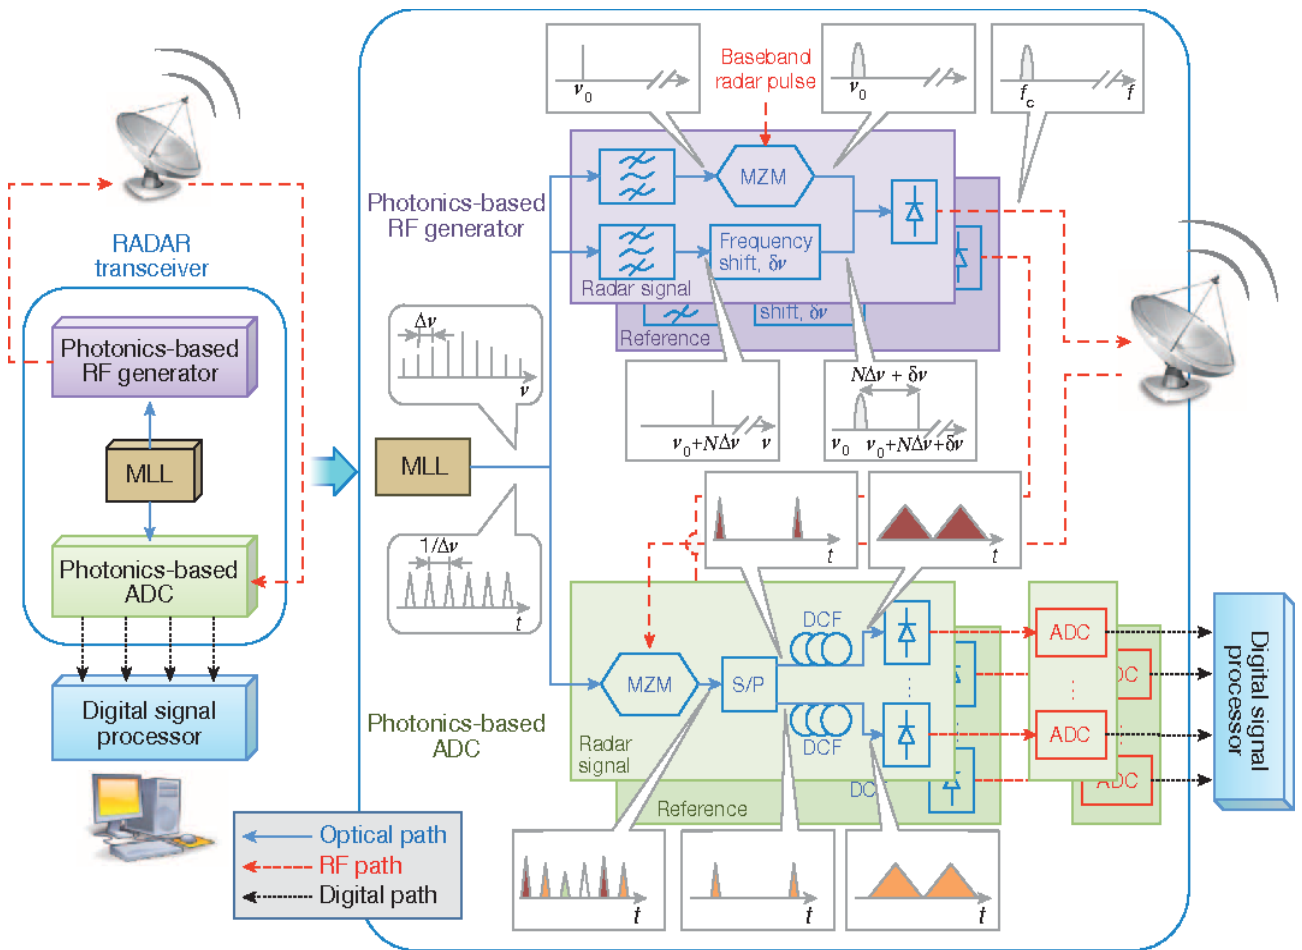 RADAR
transceiver
Photonics-based
RF generator
MLL
Photonics-based
ADC
Digital signal
processor
Optical path
RF path
Digital path
ν0
Baseband
radar pulse
ν0
fc
f
Photonics-based
RF generator
MZM
Frequency
shift, δν
Radar signal
shift, δν
Reference
Δν
ν
ν0+NΔν
ν
NΔν + δν
ν0
ν0+NΔν+δν
MLL
1/Δν
t
t
t
Photonics-based
ADC
MZM
S/P
DCF
DCF
Radar
signal
DC
Reference
ADC
DC
ADC
ADC
Digital signal
processor
t
t
t